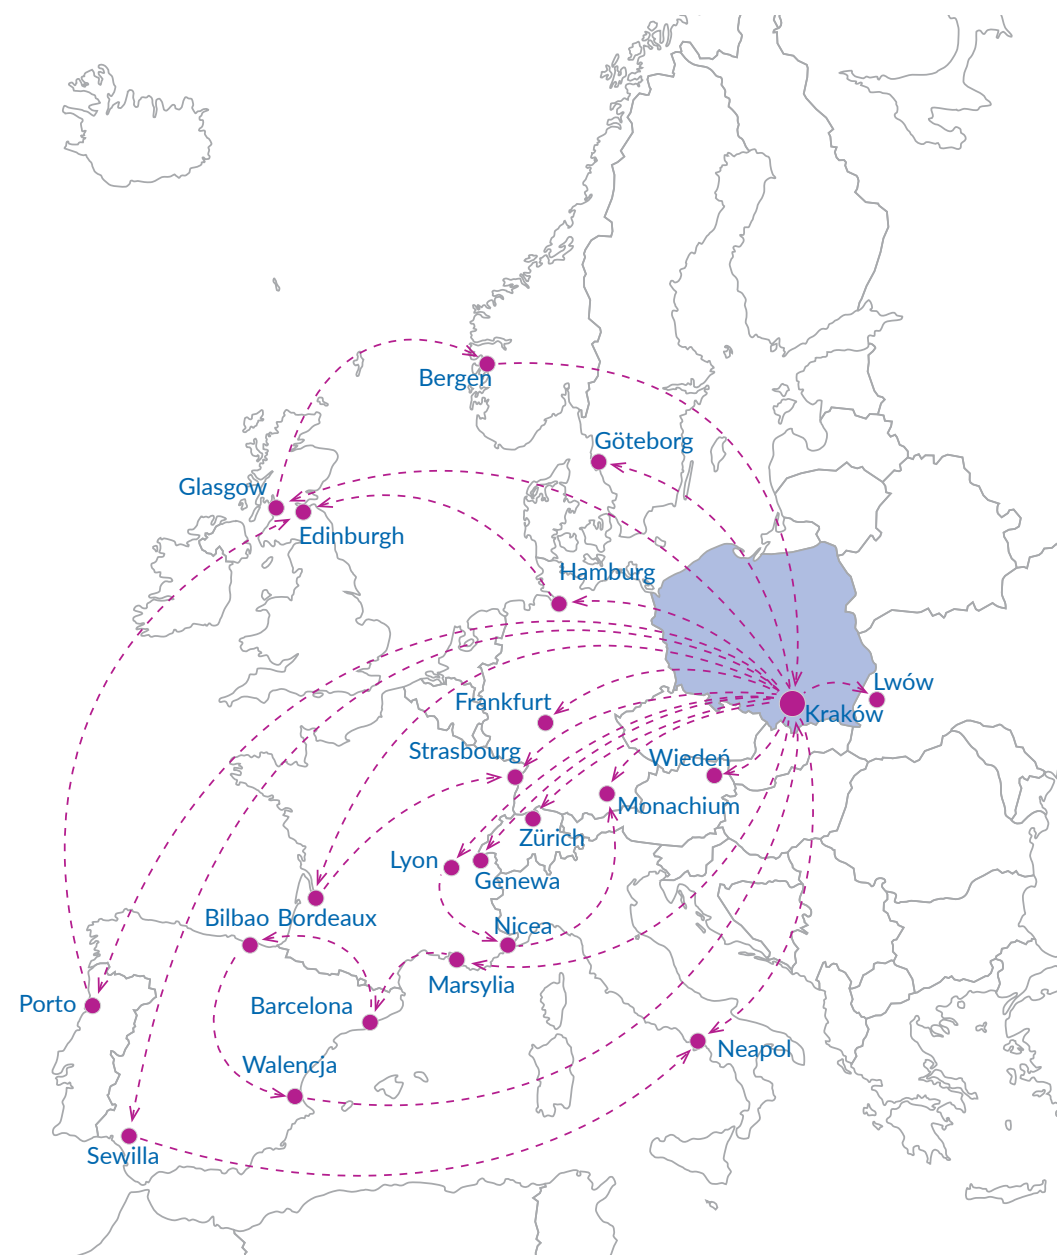 Bergen
Göteborg
Glasgow
Edinburgh
Hamburg
Lwów
Frankfurt
Kraków
Strasbourg
Wiedeń
Monachium
Zürich
Lyon
Genewa
Bilbao Bordeaux
Nicea
Marsylia
Porto
Barcelona
Neapol
Walencja
Sewilla